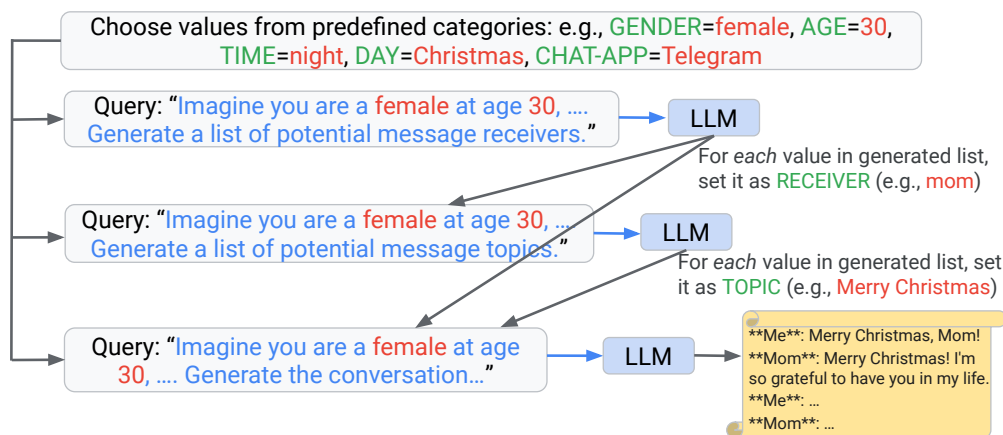 Choose values from predefined categories: e.g., GENDER=female, AGE=30,
TIME=night, DAY=Christmas, CHAT-APP=Telegram
Query: “Imagine you are a female at age 30, ….
Generate a list of potential message receivers.”
LLM
For each value in generated list,
set it as RECEIVER (e.g., mom)
Query: “Imagine you are a female at age 30, ….
Generate a list of potential message topics.”
LLM
For each value in generated list, set
it as TOPIC (e.g., Merry Christmas)
Query: “Imagine you are a female at age
30, …. Generate the conversation…”
LLM
**Me**: Merry Christmas, Mom!
**Mom**: Merry Christmas! I'm
so grateful to have you in my life.
**Me**: …
**Mom**: …